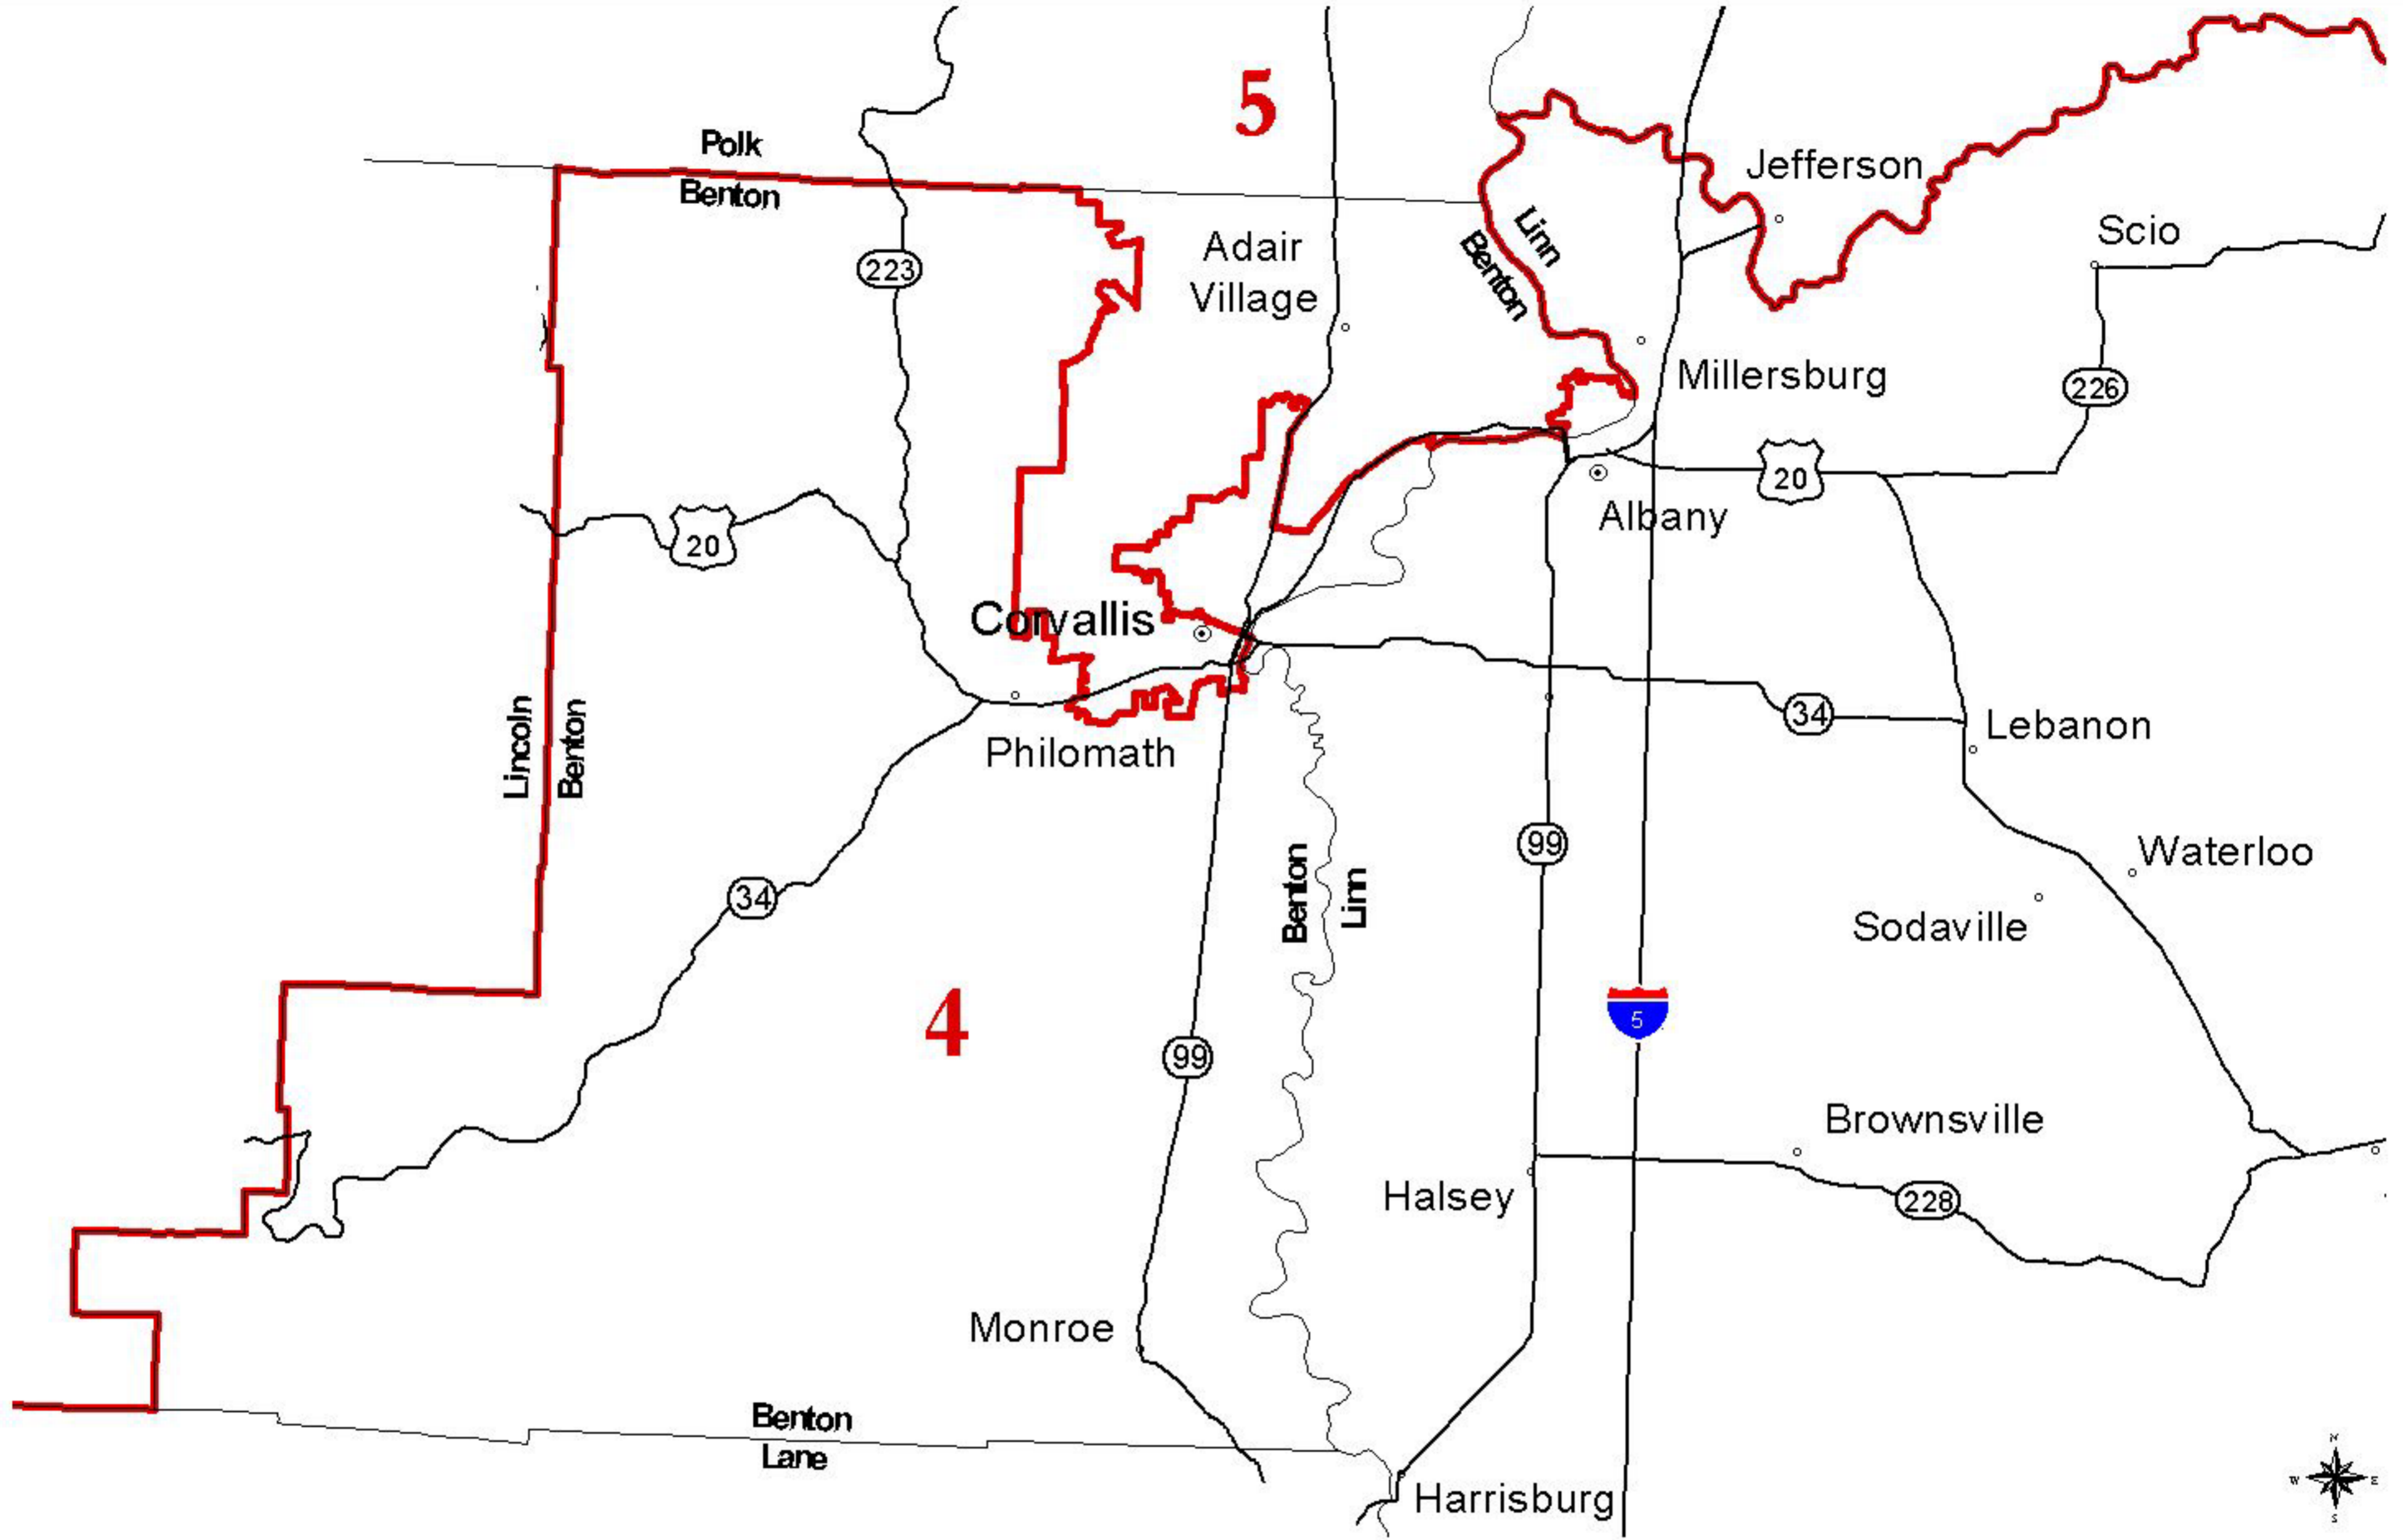 5
Polk
Benton
Jefferson
Linn
Benton
Scio
Adair
Village
223
Millersburg
226
20
20
Albany
Corvallis
Lincoln
Benton
Philomath
34
Lebanon
99
Waterloo
Benton
Linn
34
Sodaville
4
5
99
Brownsville
Halsey
228
Monroe
Benton
Lane
Harrisburg
N
W
E
S